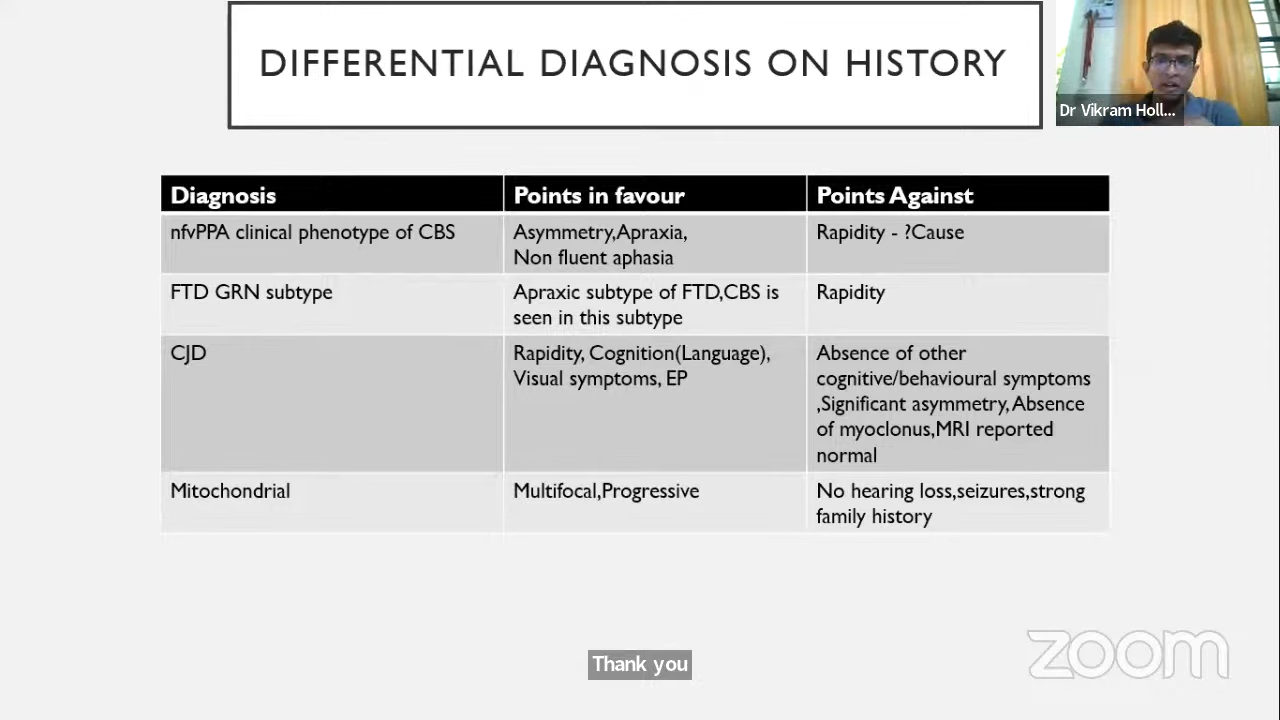 DIFFERENTIAL DIAGNOSIS ON HISTORY
Dr Vikram Holl...
Diagnosis Points in favour Points Against
nfvPPA clinical phenotype of CBS
Asymmetry,Apraxia,
Non fluent aphasia
Rapidity - ?Cause
FTD GRN subtype
Apraxic subtype of FTD,CBS is
seen in this subtype
Rapidity
CJD
Rapidity, Cognition(Language),
Visual symptoms, EP
Absence of other
cognitive/behavioural symptoms
,Significant asymmetry,Absence
of myoclonus,MRI reported
normal
Mitochondrial
Multifocal,Progressive
No hearing loss,seizures,strong
family history
Thank you
zoom